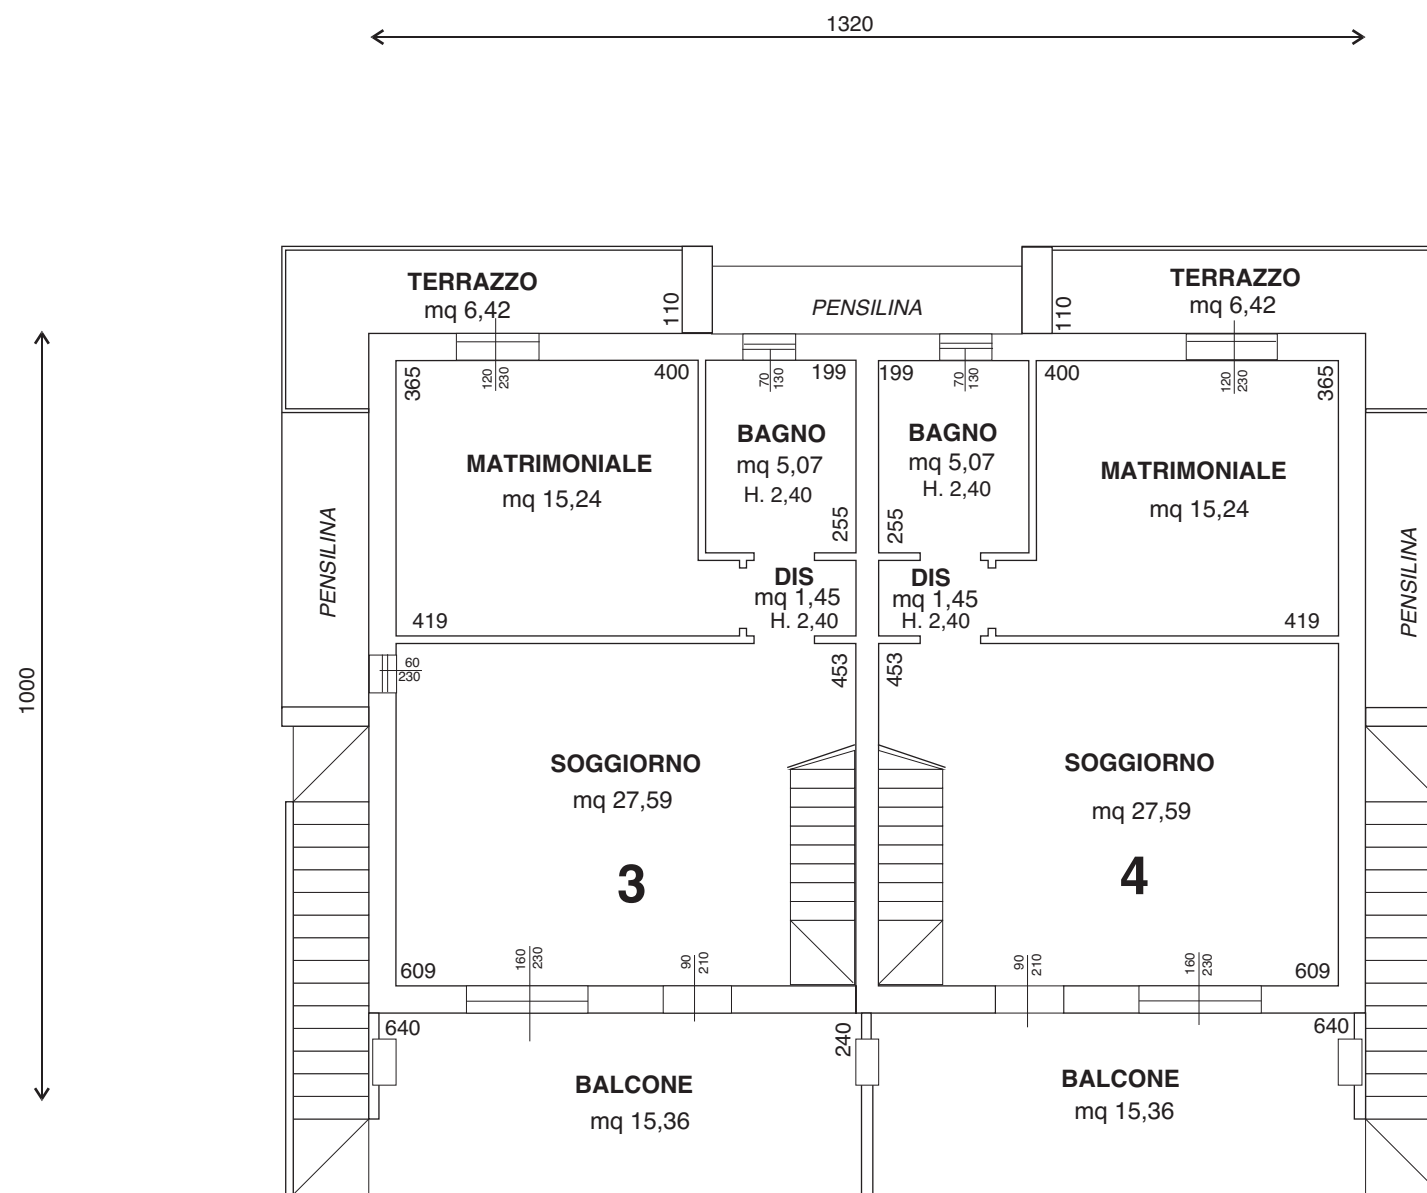 1320
TERRAZZO
mq 6,42
110
PENSILINA
110
TERRAZZO
mq 6,42
365
120
230
400
70
130
199
199
70
130
400
120
230
365
MATRIMONIALE
mq 15,24
BAGNO
mq 5,07
H. 2,40
255
BAGNO
mq 5,07
H. 2,40
255
MATRIMONIALE
mq 15,24
PENSILINA
PENSILINA
DIS
mq 1,45
H. 2,40
DIS
mq 1,45
H. 2,40
419
419
1000
60
230
453
453
SOGGIORNO
mq 27,59
3
SOGGIORNO
mq 27,59
4
609
160
230
90
210
90
210
160
230
609
640
240
640
BALCONE
mq 15,36
BALCONE
mq 15,36